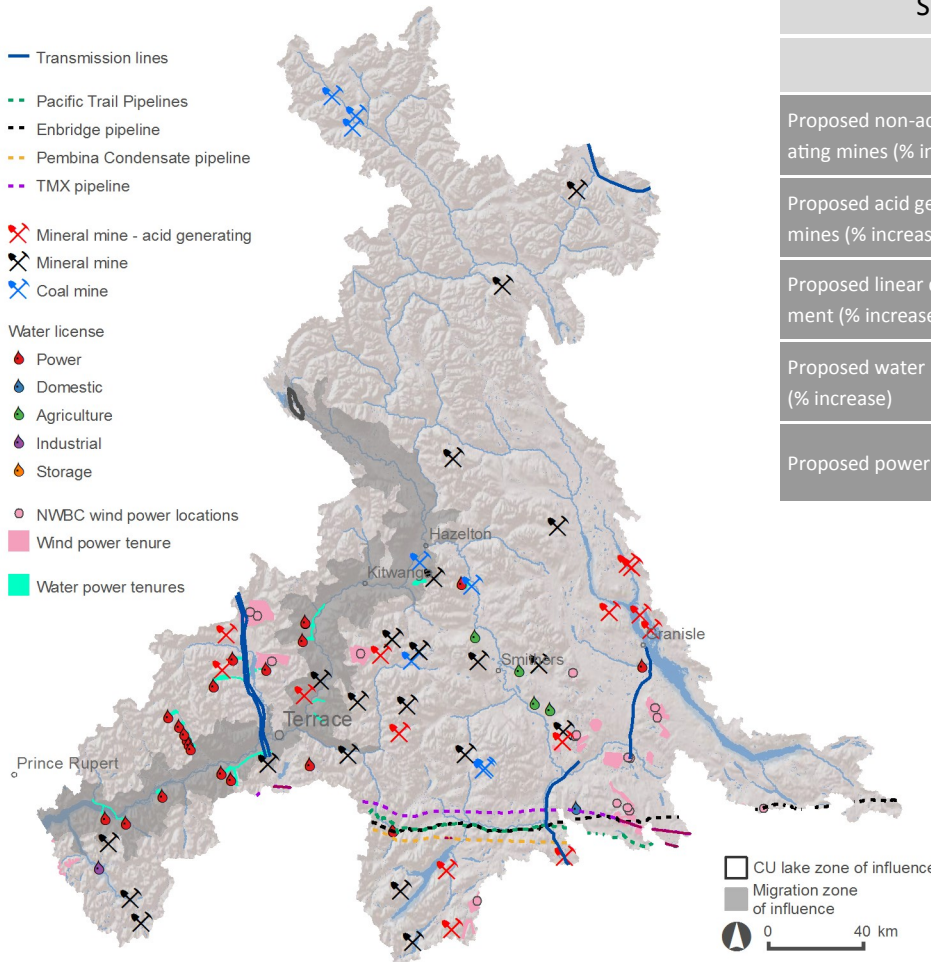 Transmission lines
Pacific Trail Pipelines
Enbridge pipeline
Pembina Condensate pipeline
TMX pipeline
Mineral mine - acid generating
Mineral mine
Coal mine
Water license
Power
Domestic
Agriculture
Industrial
Storage
NWBC wind power locations
Wind power tenure
Water power tenures
Hazelton
Kitwanga
Granisle
Smithers
Terrace
Prince Rupert
S
Proposed non-ac
ating mines (% in
Proposed acid ge
mines (% increas
Proposed linear
ment (% increase
Proposed water
(% increase)
Proposed power
CU lake zone of influence
Migration zone
of influence
0 40 km